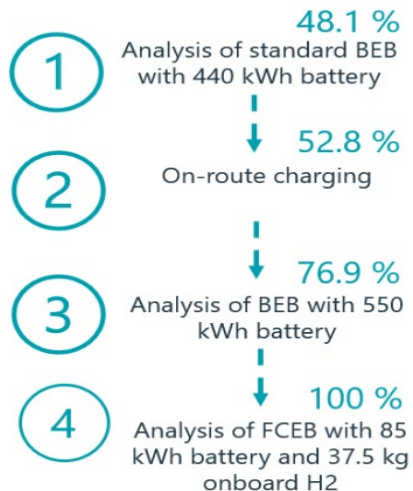 48.1 %
1
Analysis of standard BEB
with 440 kWh battery
52.8 %
2
On-route charging
76.9 %
3
Analysis of BEB with 550
kWh battery
100 %
4
Analysis of FCEB with 85
kWh battery and 37.5 kg
onboard H2